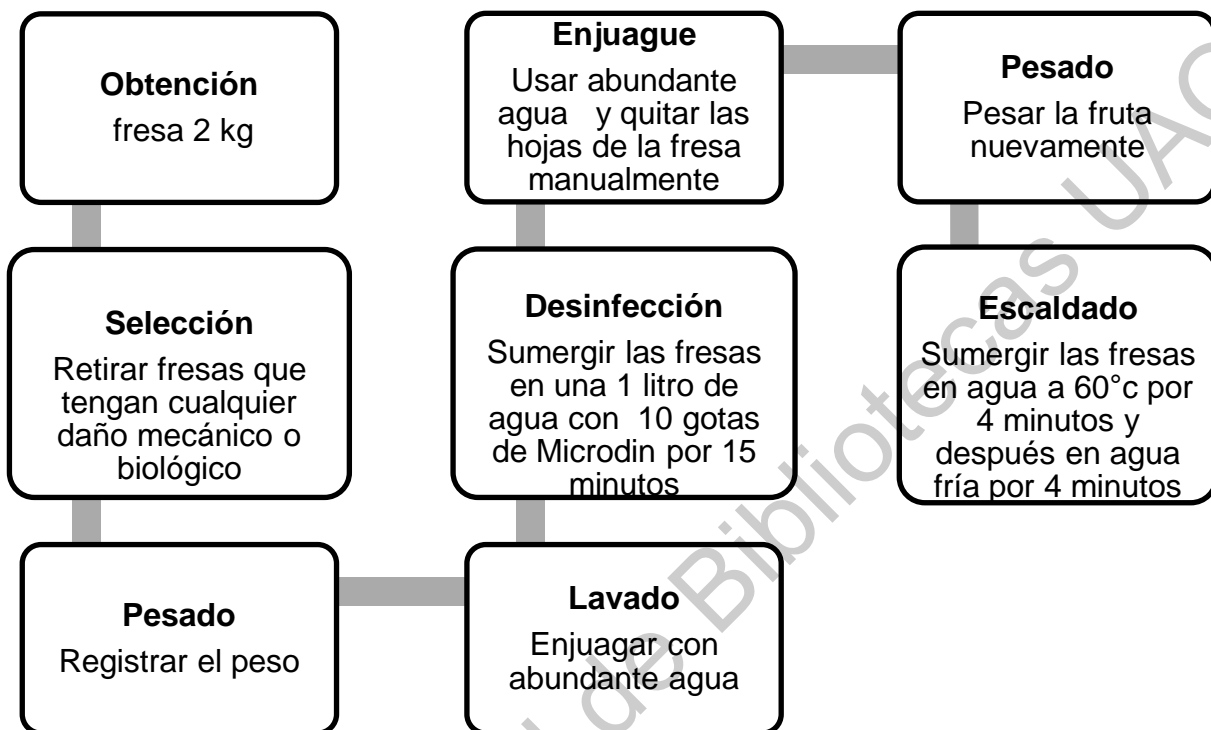 Obtención
fresa 2 kg
Selección
Retirar fresas que
tengan cualquier
daño mecánico o
biológico
Pesado
Registrar el peso
Lavado
Enjuagar con
abundante agua
Desinfección
Sumergir las fresas
en una 1 litro de
agua con 10 gotas
de Microdin por 15
minutos
Enjuague
Usar abundante
agua y quitar las
hojas de la fresa
manualmente
Pesado
Pesar la fruta
nuevamente
Escaldado
Sumergir las fresas
en agua a 60°c por
4 minutos y
después en agua
fría por 4 minutos
de Bibliotecas UAQ